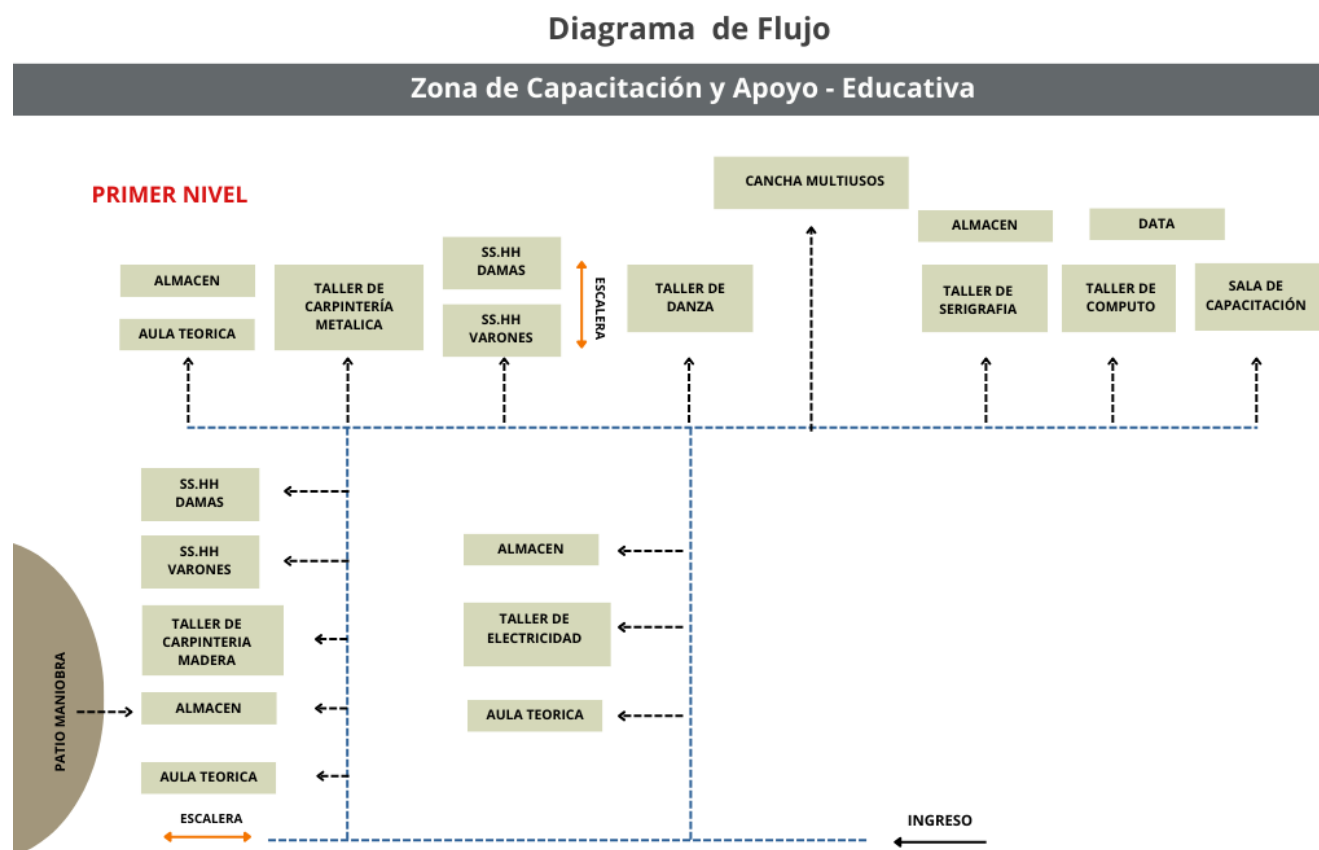 Diagrama de Flujo
Zona de Capacitación y Apoyo - Educativa
PRIMER NIVEL
CANCHA MULTIUSOS
ALMACEN
DATA
SS.HH
DAMAS
ALMACEN
TALLER DE
CARPINTERÍA
METALICA
ESCALERA
TALLER DE
DANZA
TALLER DE
SERIGRAFIA
TALLER DE
COMPUTO
SALA DE
CAPACITACIÓN
AULA TEORICA
SS.HH
VARONES
SS.HH
DAMAS
SS.HH
VARONES
ALMACEN
TALLER DE
CARPINTERIA
MADERA
TALLER DE
ELECTRICIDAD
PATIO MANIOBRA
ALMACEN
AULA TEORICA
AULA TEORICA
ESCALERA
INGRESO